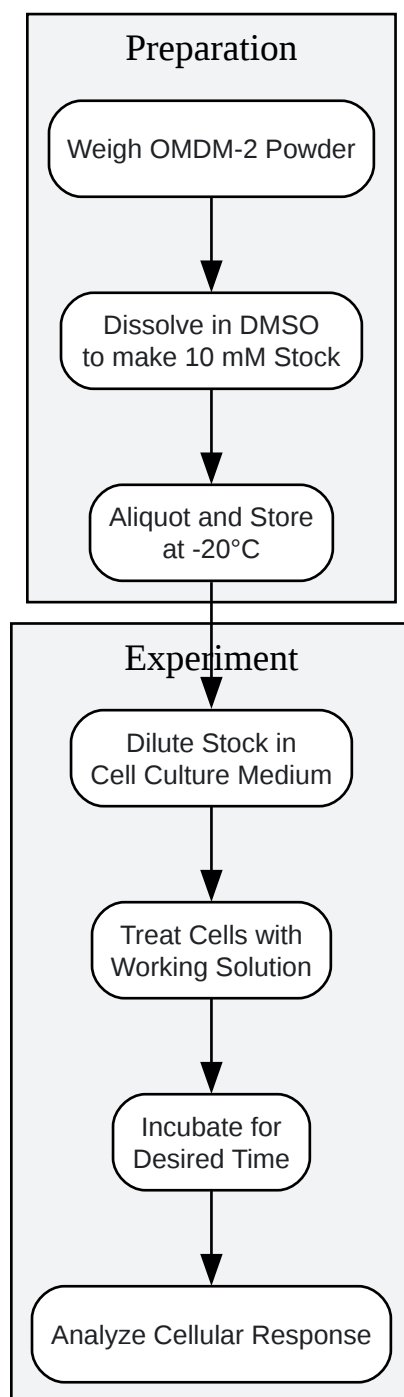 Preparation
Weigh OMDM-2 Powder
Dissolve in DMSO
to make 10 mM Stock
Aliquot and Store
at -20°C
Experiment
Dilute Stock in
Cell Culture Medium
Treat Cells with
Working Solution
Incubate for
Desired Time
Analyze Cellular Response